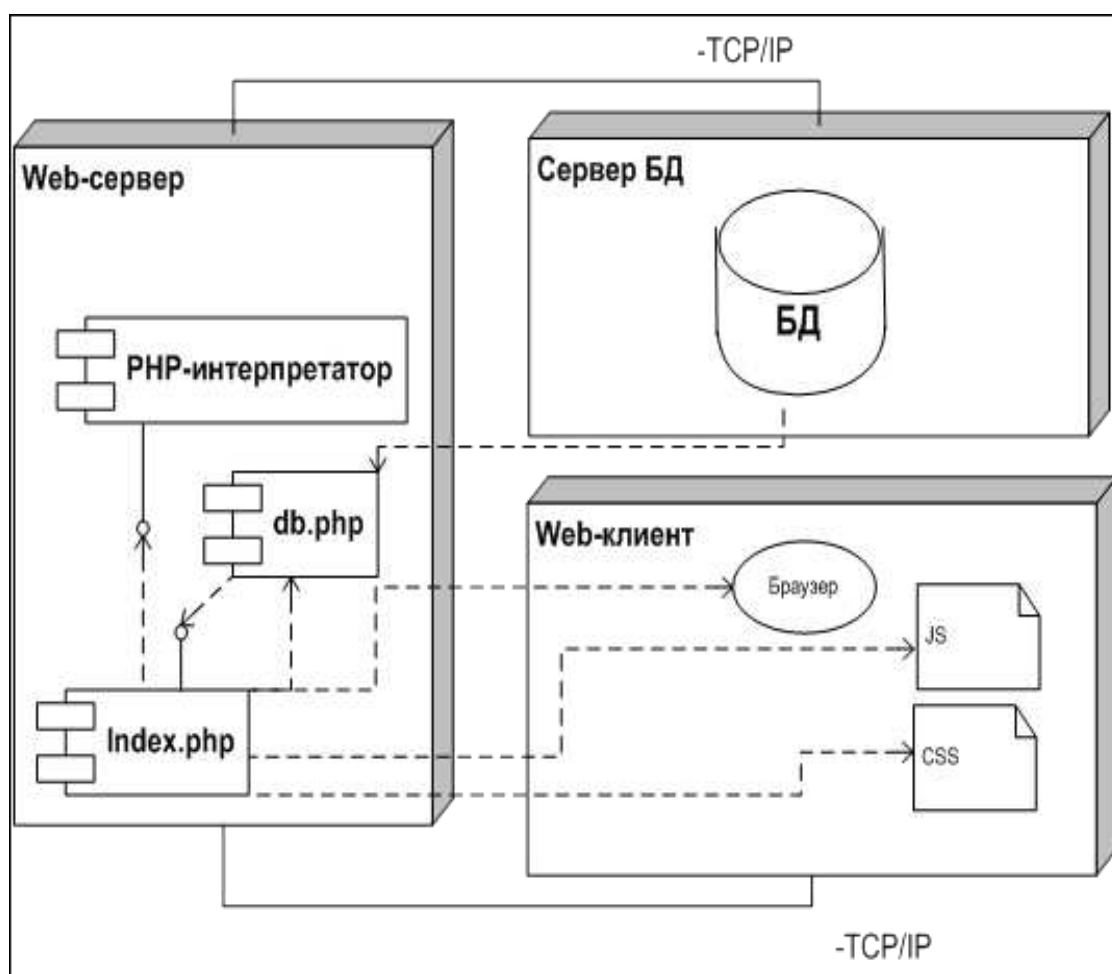 -TCP/IP
Web-сервер
Сервер БД
БД
PHP-интерпретатор
db.php
Web-клиент
Браузер
JS
Index.php
CSS
-TCP/IP